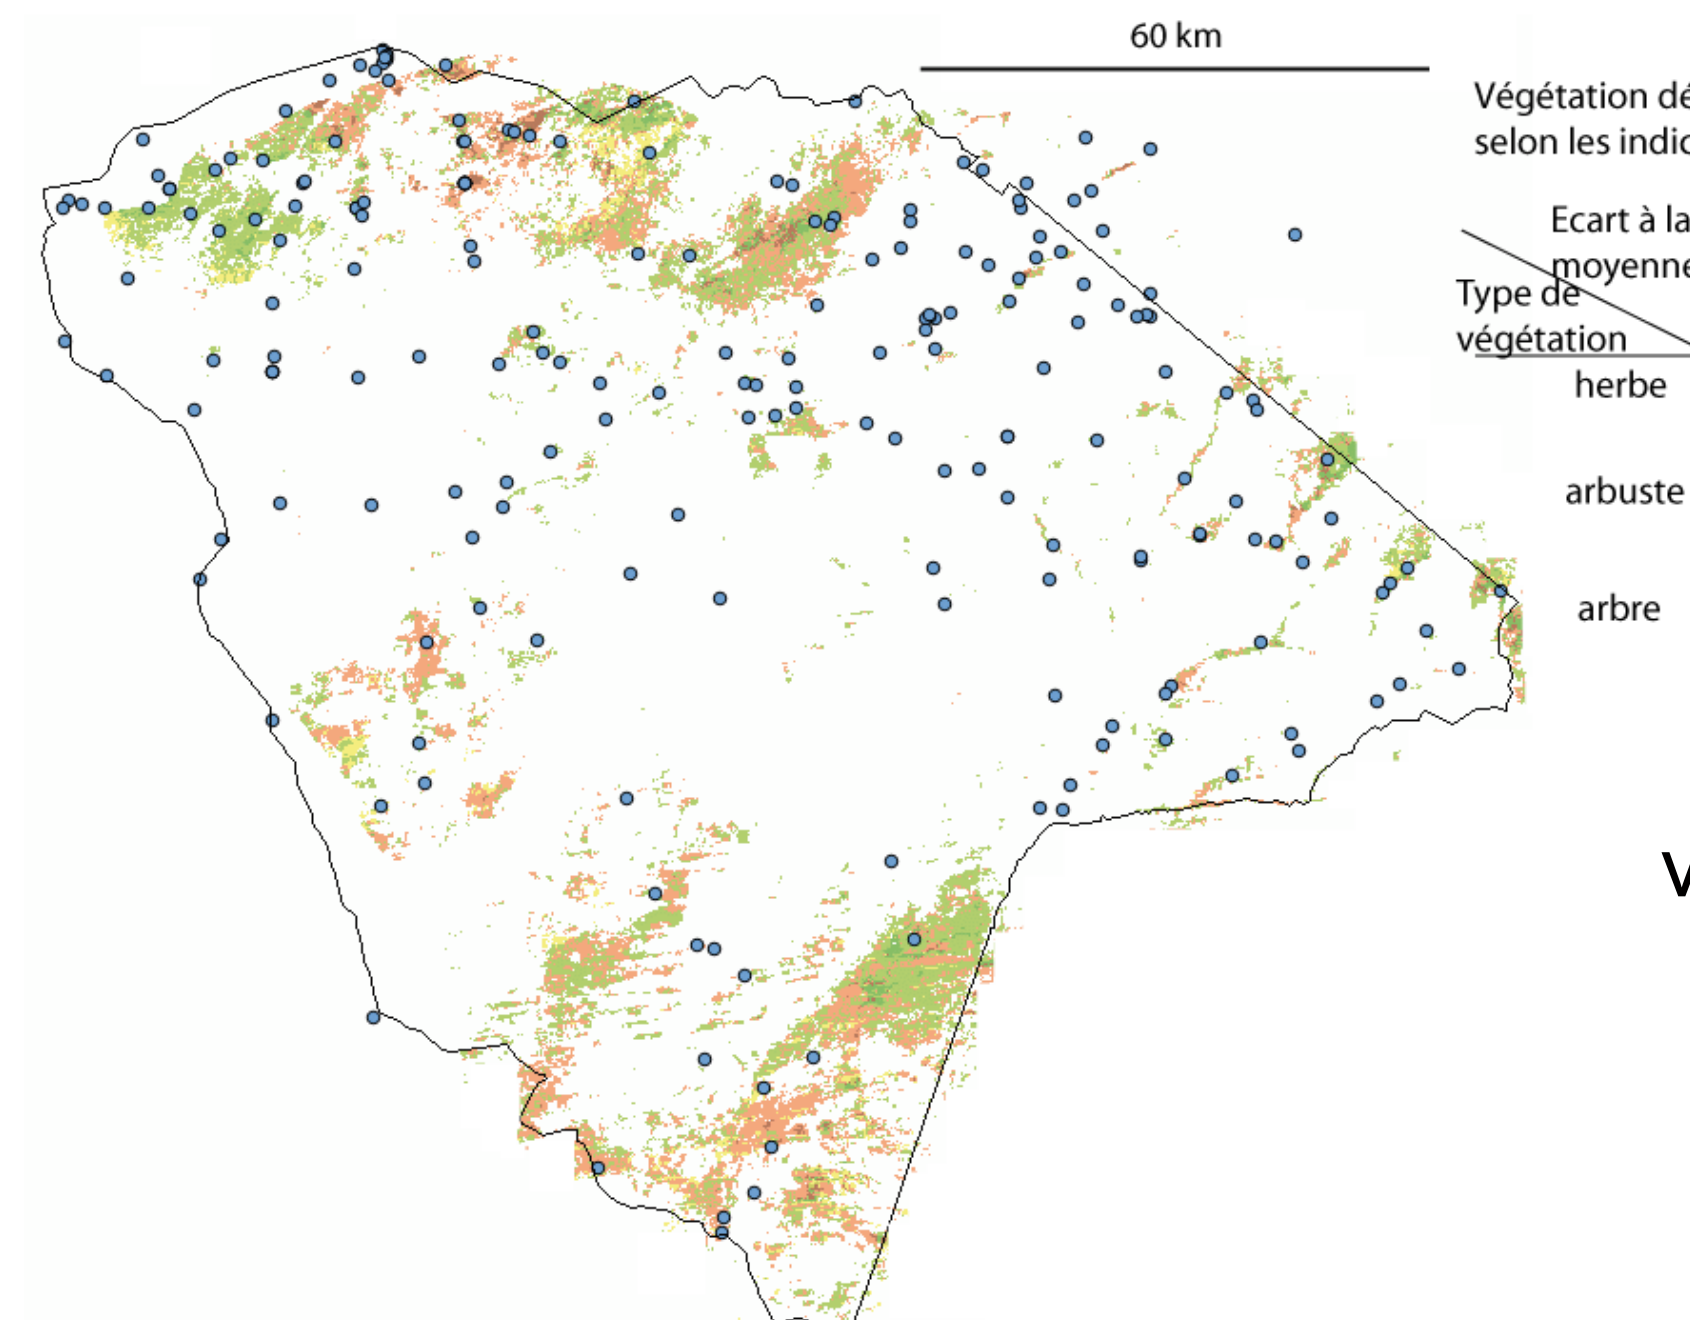 60 km
Végétation dé
selon les indic
Ecart à la
moyenne
Type de
végétation
herbe
arbuste
arbre
v